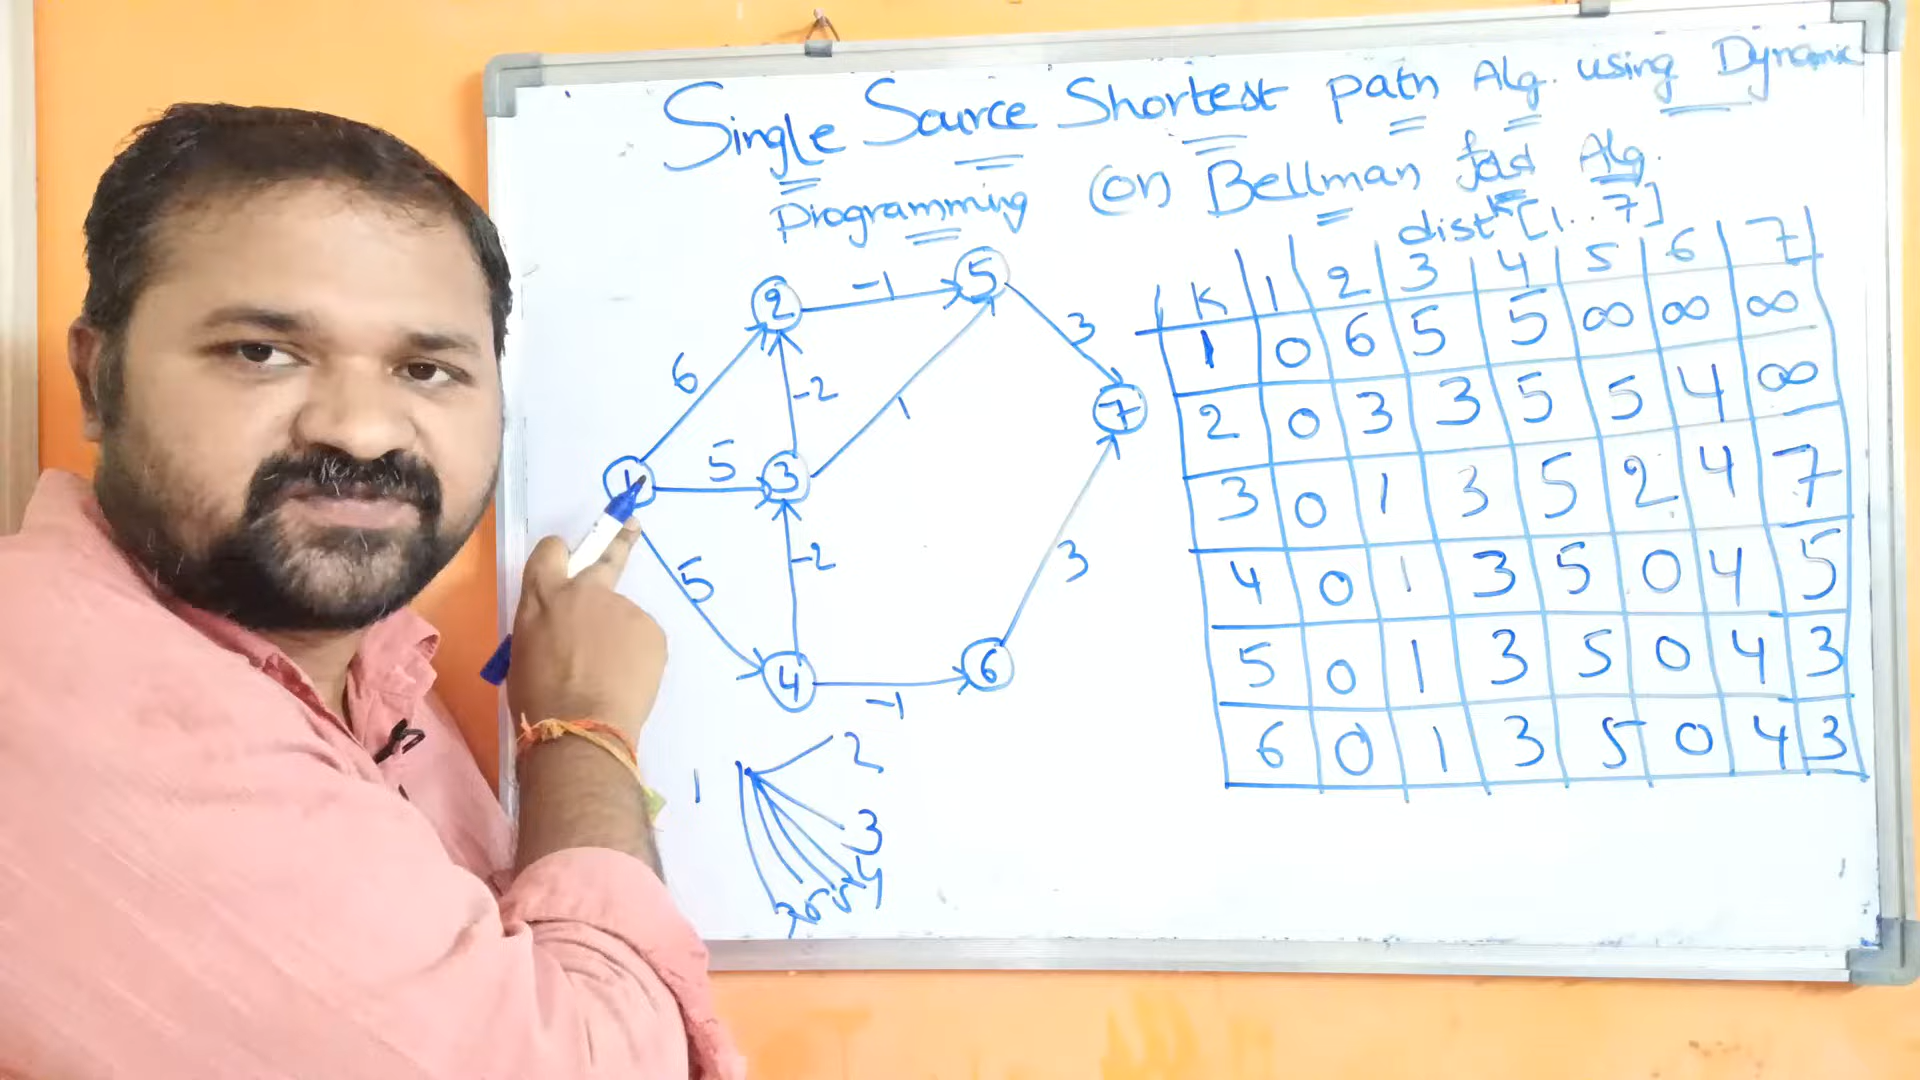 Single Source Shortest path Alg. using Dynamic
Programming (or) Bellman ford Alg.
dist^k [1..7]
K 1 2 3 4 5 6 7
1 0 6 5 5 ∞ ∞ ∞
2 0 3 3 5 5 4 ∞
3 0 1 3 5 2 4 7
4 0 1 3 5 0 4 5
5 0 1 3 5 0 4 3
6 0 1 3 5 0 4 3
2 -1 5
6 -2 1 3
1 5 3 7
5 -2 3
4 -1 6
1 2
3
4
7 6 5